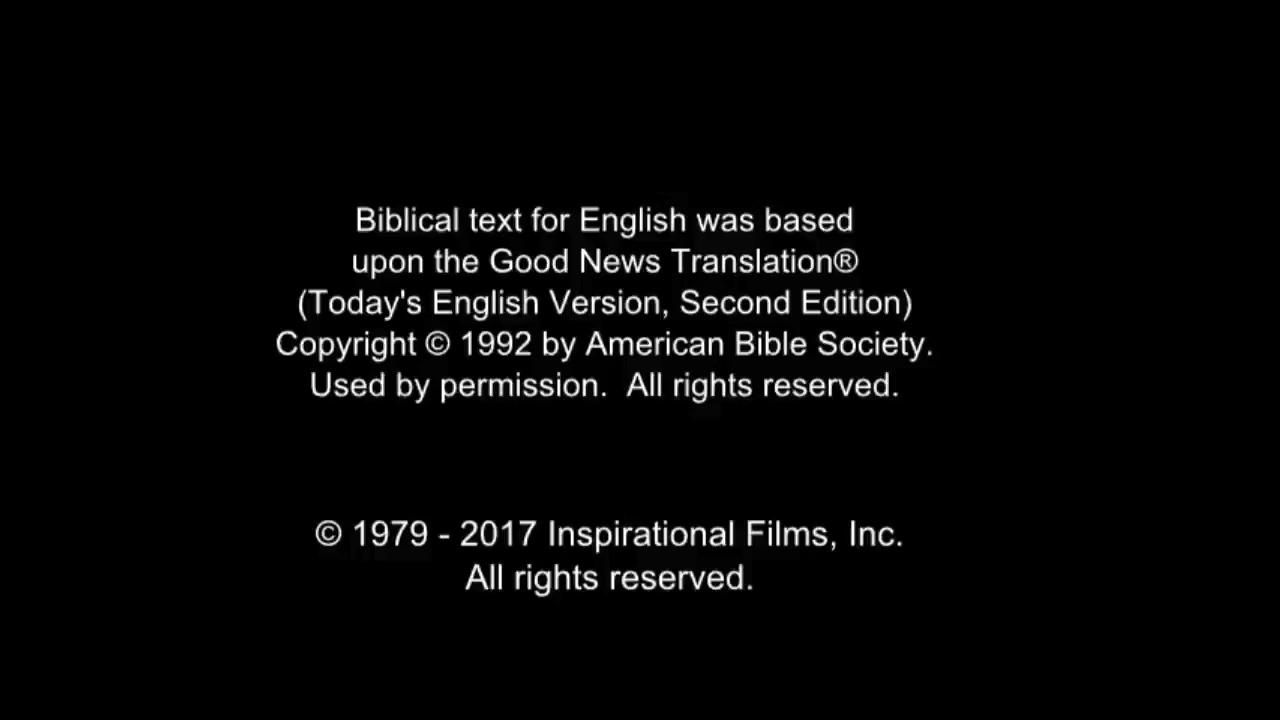 Biblical text for English was based
upon the Good News Translation®
(Today's English Version, Second Edition)
Copyright © 1992 by American Bible Society.
Used by permission.  All rights reserved.
© 1979 - 2017 Inspirational Films, Inc.
All rights reserved.